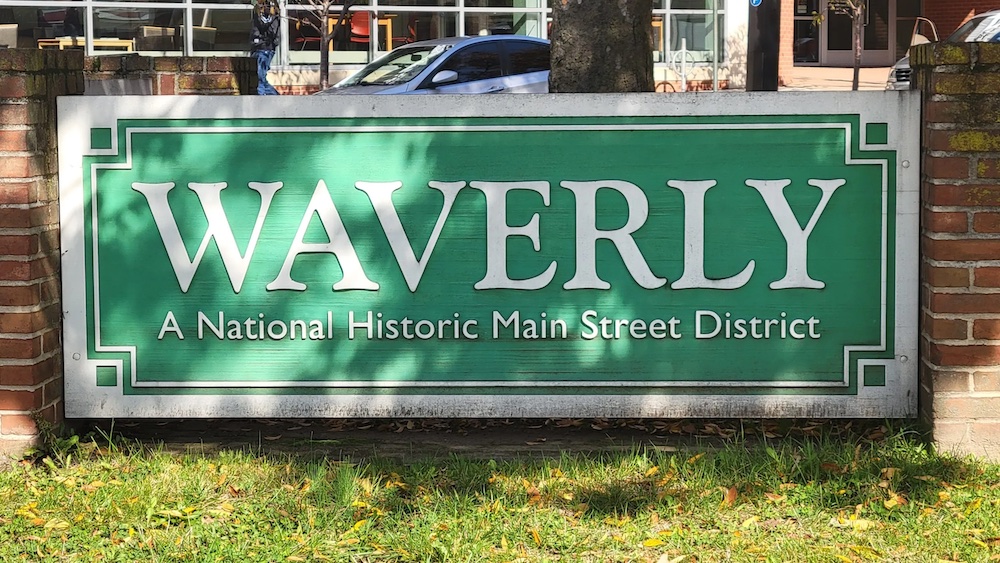 WAVERLY
A National Historic Main Street District